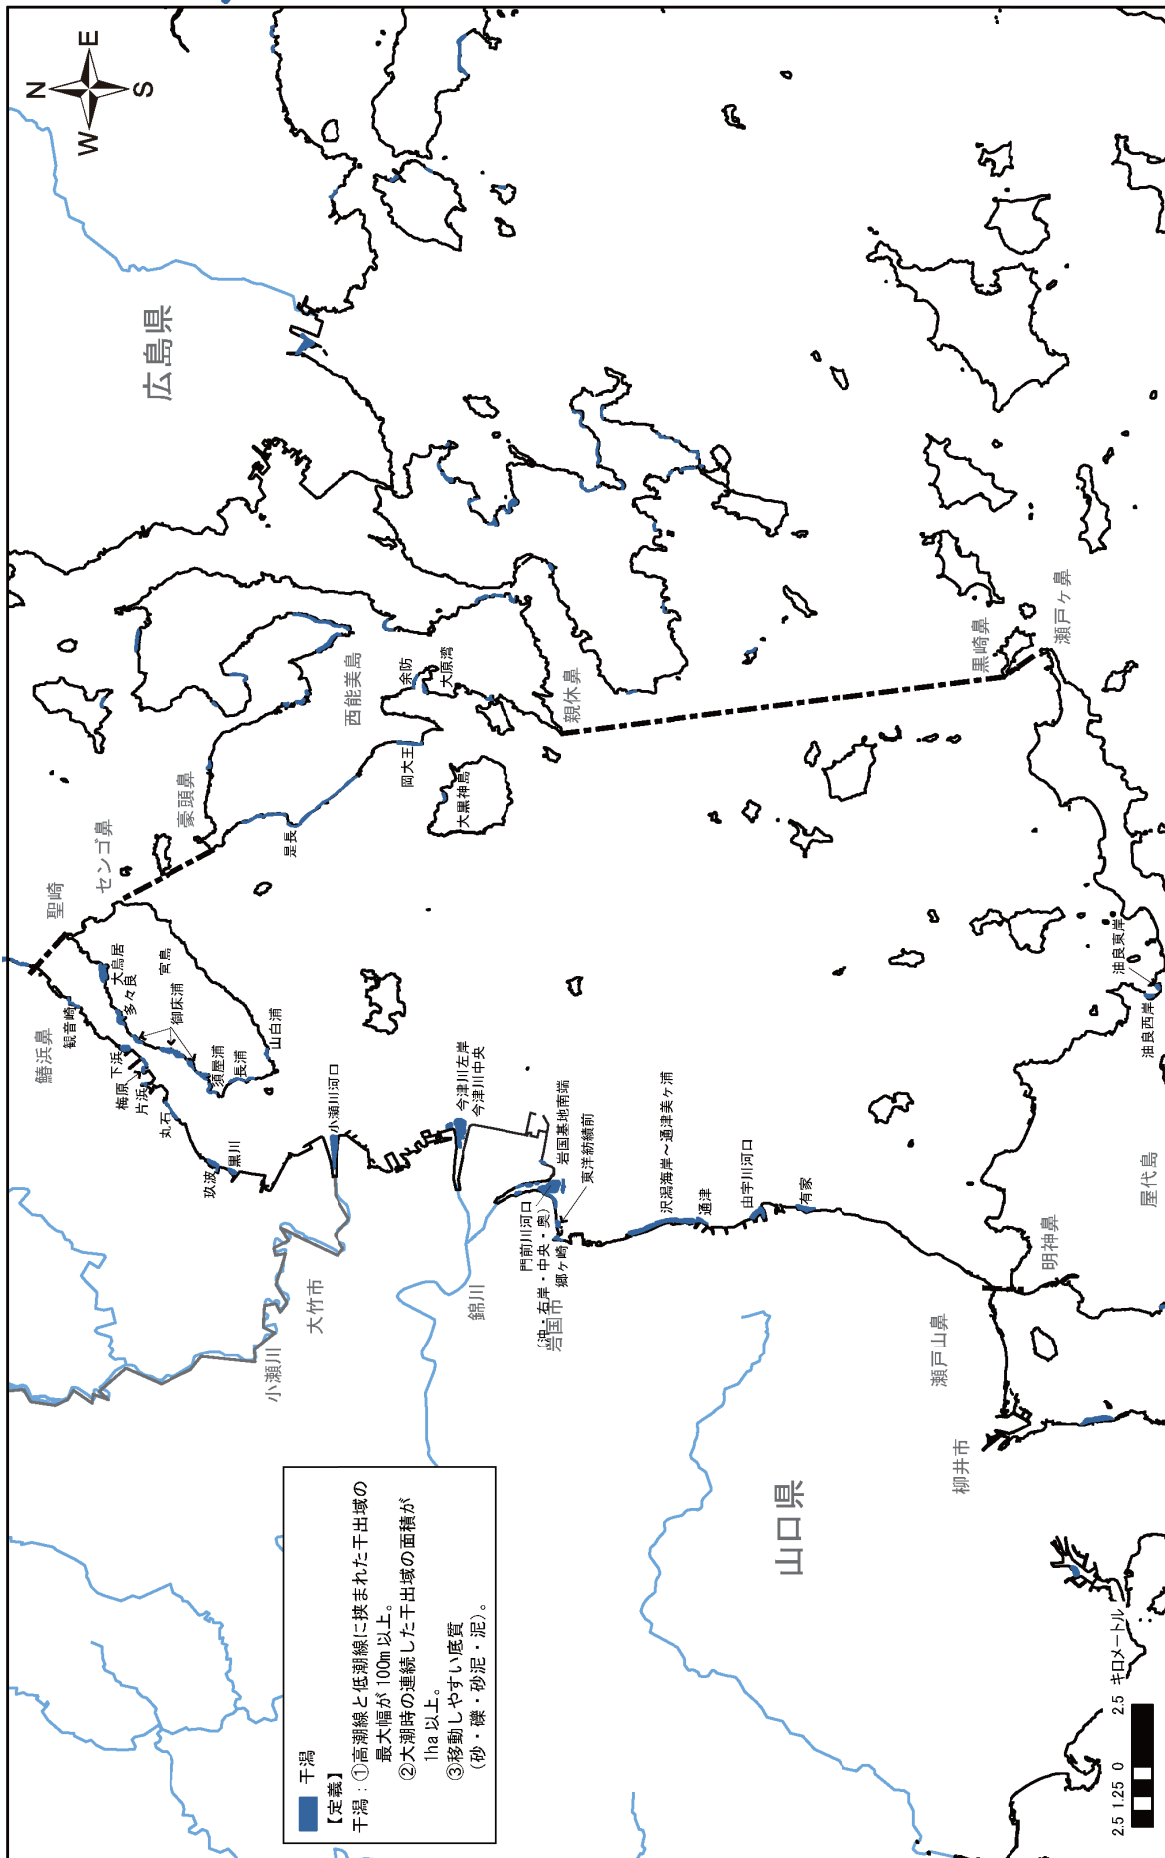 N
E
W
S
広島県
聖崎
センゴ鼻
豪頭鼻
鰆浜鼻
観音崎
大鳥居
多々良
御床浦
宮島
下浜
梅原
片浜
丸石
須屋浦
長浦
山白浦
玖波
黒川
小瀬川河口
大竹市
小瀬川
是長
西能美島
岡大王
余防
大原湾
大黒神島
親休鼻
今津川左岸
今津川中央
錦川
岩国基地南端
東洋紡績前
門前川河口
(沖・右岸・中央・奥)
郷ヶ崎
岩国市
沢潟海岸～通津美ヶ浦
通津
由宇川河口
有家
黒崎鼻
瀬戸ヶ鼻
油良東岸
油良西岸
屋代島
明神鼻
瀬戸山鼻
柳井市
山口県
干潟
【定義】
干潟：①高潮線と低潮線に挟まれた干出域の
最大幅が100m以上。
②大潮時の連続した干出域の面積が
1ha以上。
③移動しやすい底質
(砂・礫・砂泥・泥)。
2.5 1.25 0 2.5 キロメートル